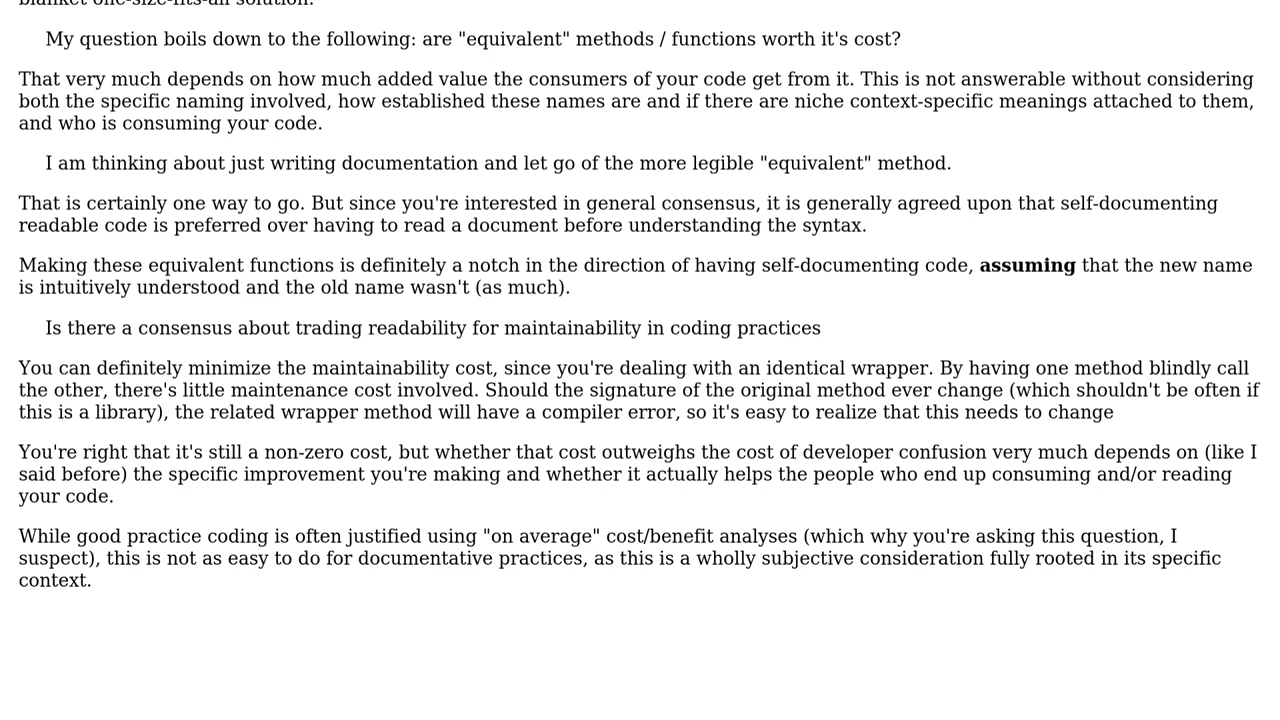 blanket one-size-fits-all solution.
My question boils down to the following: are "equivalent" methods / functions worth it's cost?
That very much depends on how much added value the consumers of your code get from it. This is not answerable without considering
both the specific naming involved, how established these names are and if there are niche context-specific meanings attached to them,
and who is consuming your code.
I am thinking about just writing documentation and let go of the more legible "equivalent" method.
That is certainly one way to go. But since you're interested in general consensus, it is generally agreed upon that self-documenting
readable code is preferred over having to read a document before understanding the syntax.
Making these equivalent functions is definitely a notch in the direction of having self-documenting code, assuming that the new name
is intuitively understood and the old name wasn't (as much).
Is there a consensus about trading readability for maintainability in coding practices
You can definitely minimize the maintainability cost, since you're dealing with an identical wrapper. By having one method blindly call
the other, there's little maintenance cost involved. Should the signature of the original method ever change (which shouldn't be often if
this is a library), the related wrapper method will have a compiler error, so it's easy to realize that this needs to change
You're right that it's still a non-zero cost, but whether that cost outweighs the cost of developer confusion very much depends on (like I
said before) the specific improvement you're making and whether it actually helps the people who end up consuming and/or reading
your code.
While good practice coding is often justified using "on average" cost/benefit analyses (which why you're asking this question, I
suspect), this is not as easy to do for documentative practices, as this is a wholly subjective consideration fully rooted in its specific
context.